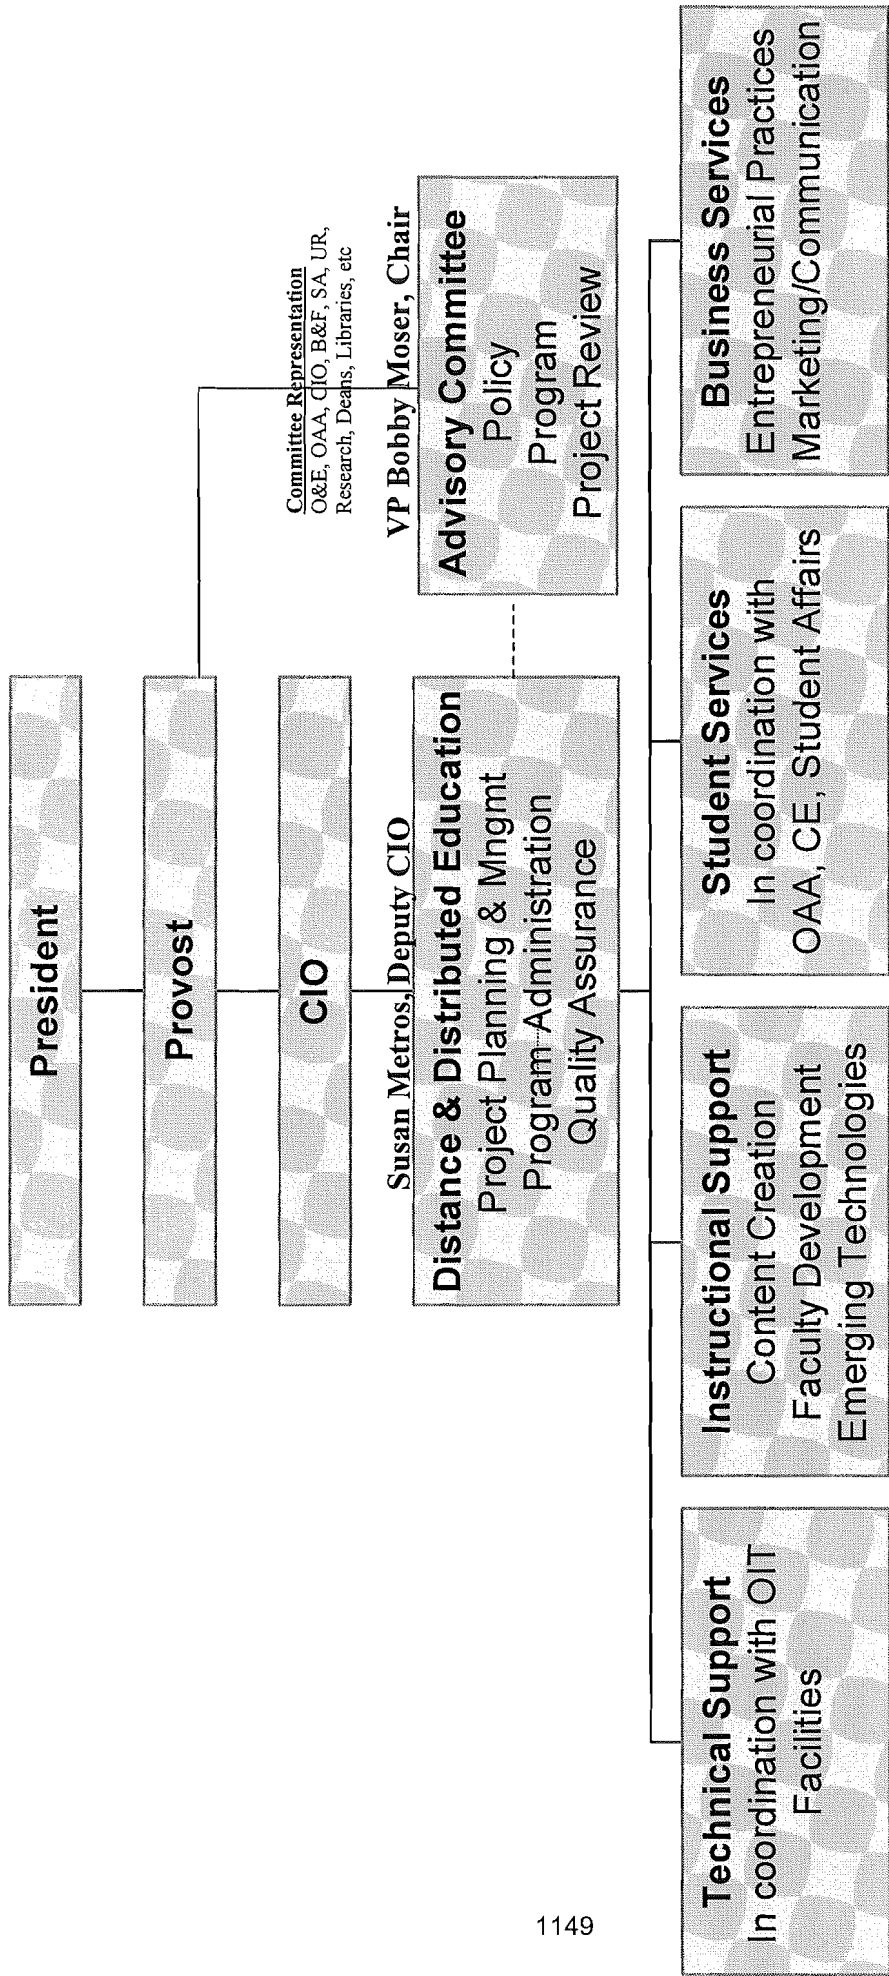 President
Provost
CIO
Committee Representation
O&E, OAA, CIO, B&F, SA, UR,
Research, Deans, Libraries, etc
Susan Metros, Deputy CIO
Distance & Distributed Education
Project Planning & Mngmt
Program Administration
Quality Assurance
VP Bobby Moser, Chair
Advisory Committee
Policy
Program
Project Review
Technical Support
In coordination with OIT
Facilities
Instructional Support
Content Creation
Faculty Development
Emerging Technologies
Student Services
In coordination with
OAA, CE, Student Affairs
Business Services
Entrepreneurial Practices
Marketing/Communication
1149